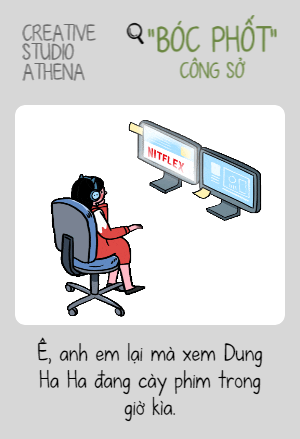 CREATIVE
STUDIO
ATHENA
"BÓC PHỐT"
CÔNG SỞ
NITFLEX
Ê, anh em lại mà xem Dung
Ha Ha đang cày phim trong
giờ kìa.